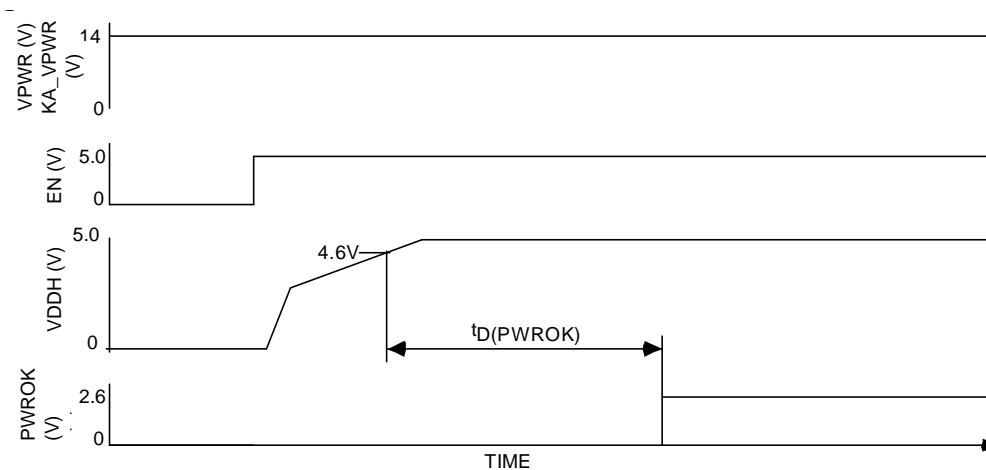 VPWR (V)
KA_VPWR
(V)
14
0
EN (V)
5.0
0
VDDH (V)
5.0
4.6V
0
tD(PWROK)
PWROK
(V)
2.6
0
TIME